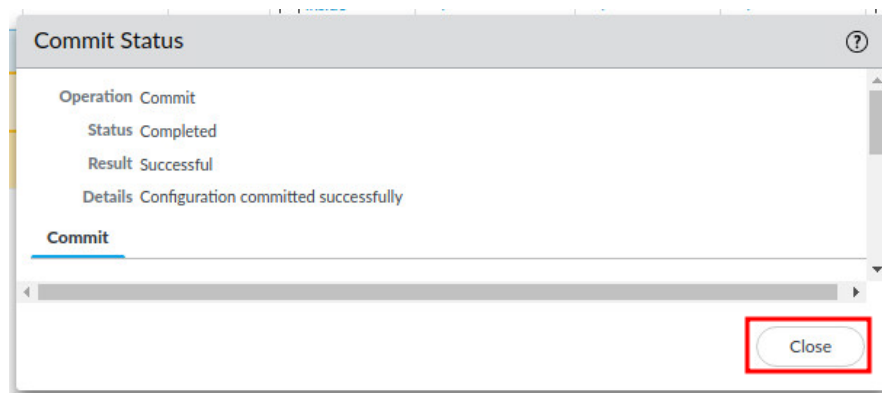 Commit Status
Operation Commit
Status Completed
Result Successful
Details Configuration committed successfully
Commit
Close